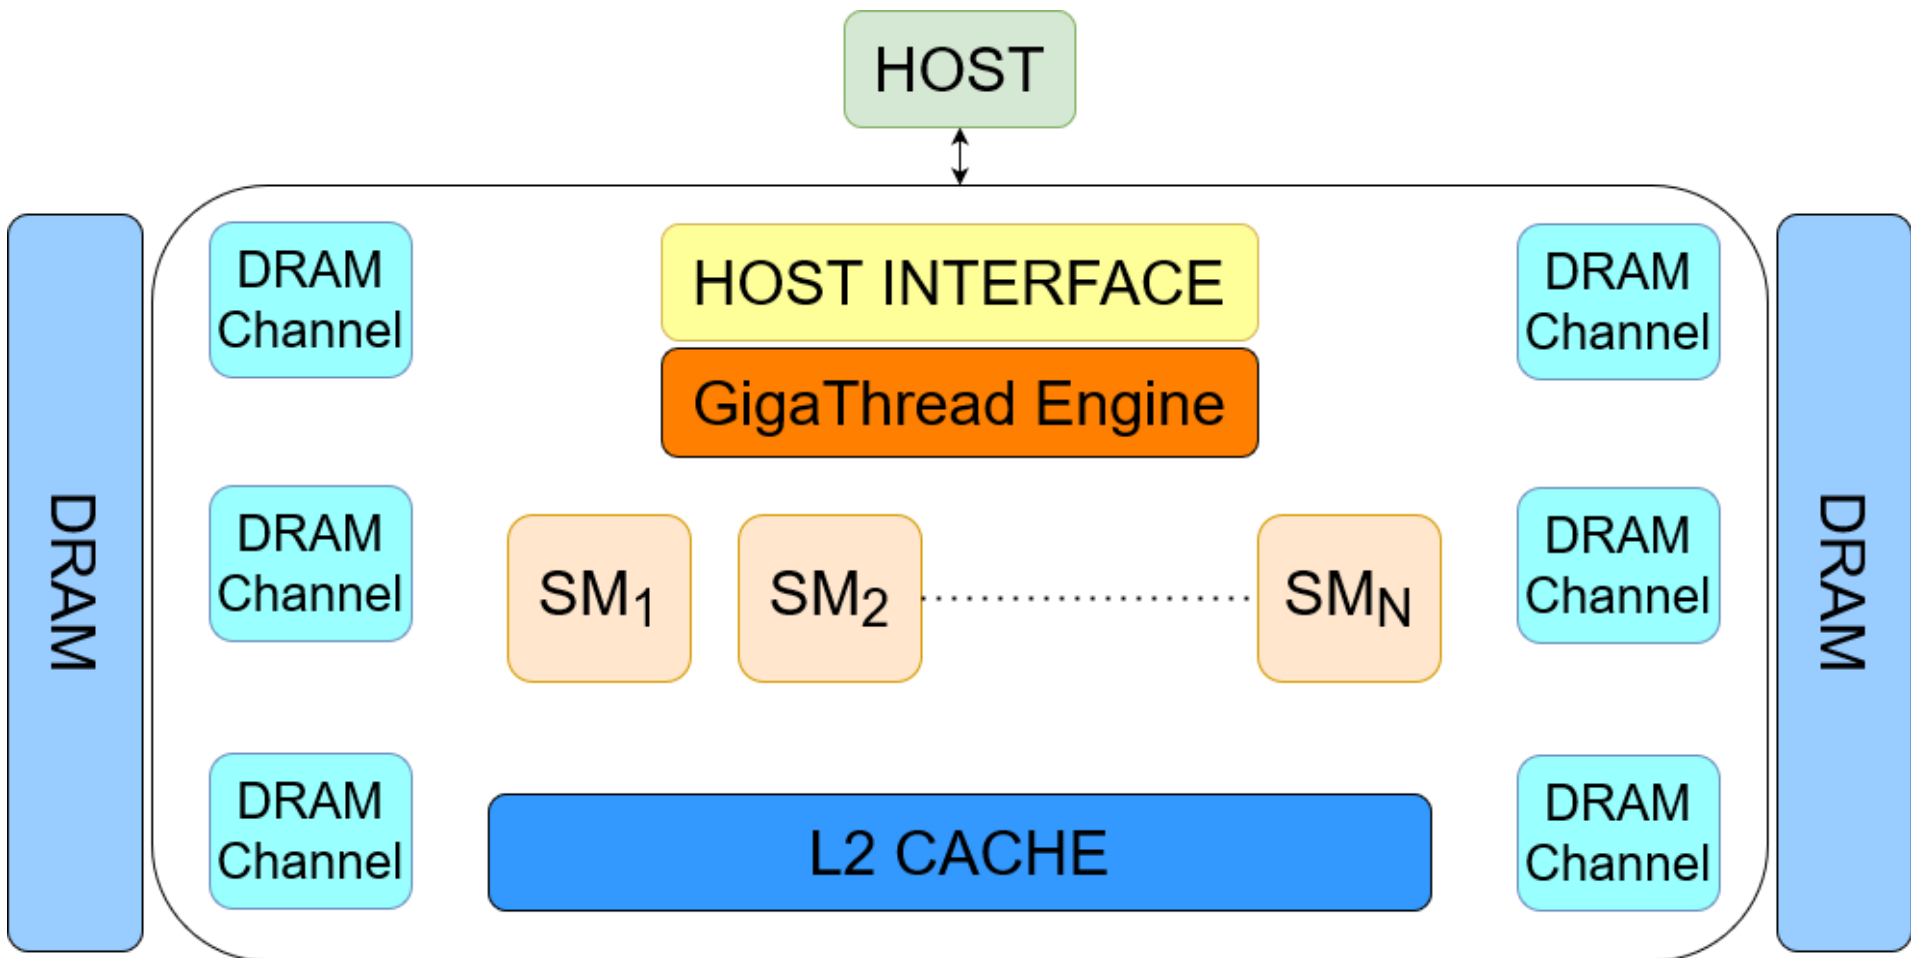 HOST
DRAM
Channel
HOST INTERFACE
DRAM
Channel
GigaThread Engine
DRAM
DRAM
Channel
SM1
SM2
SMN
DRAM
Channel
DRAM
DRAM
Channel
L2 CACHE
DRAM
Channel